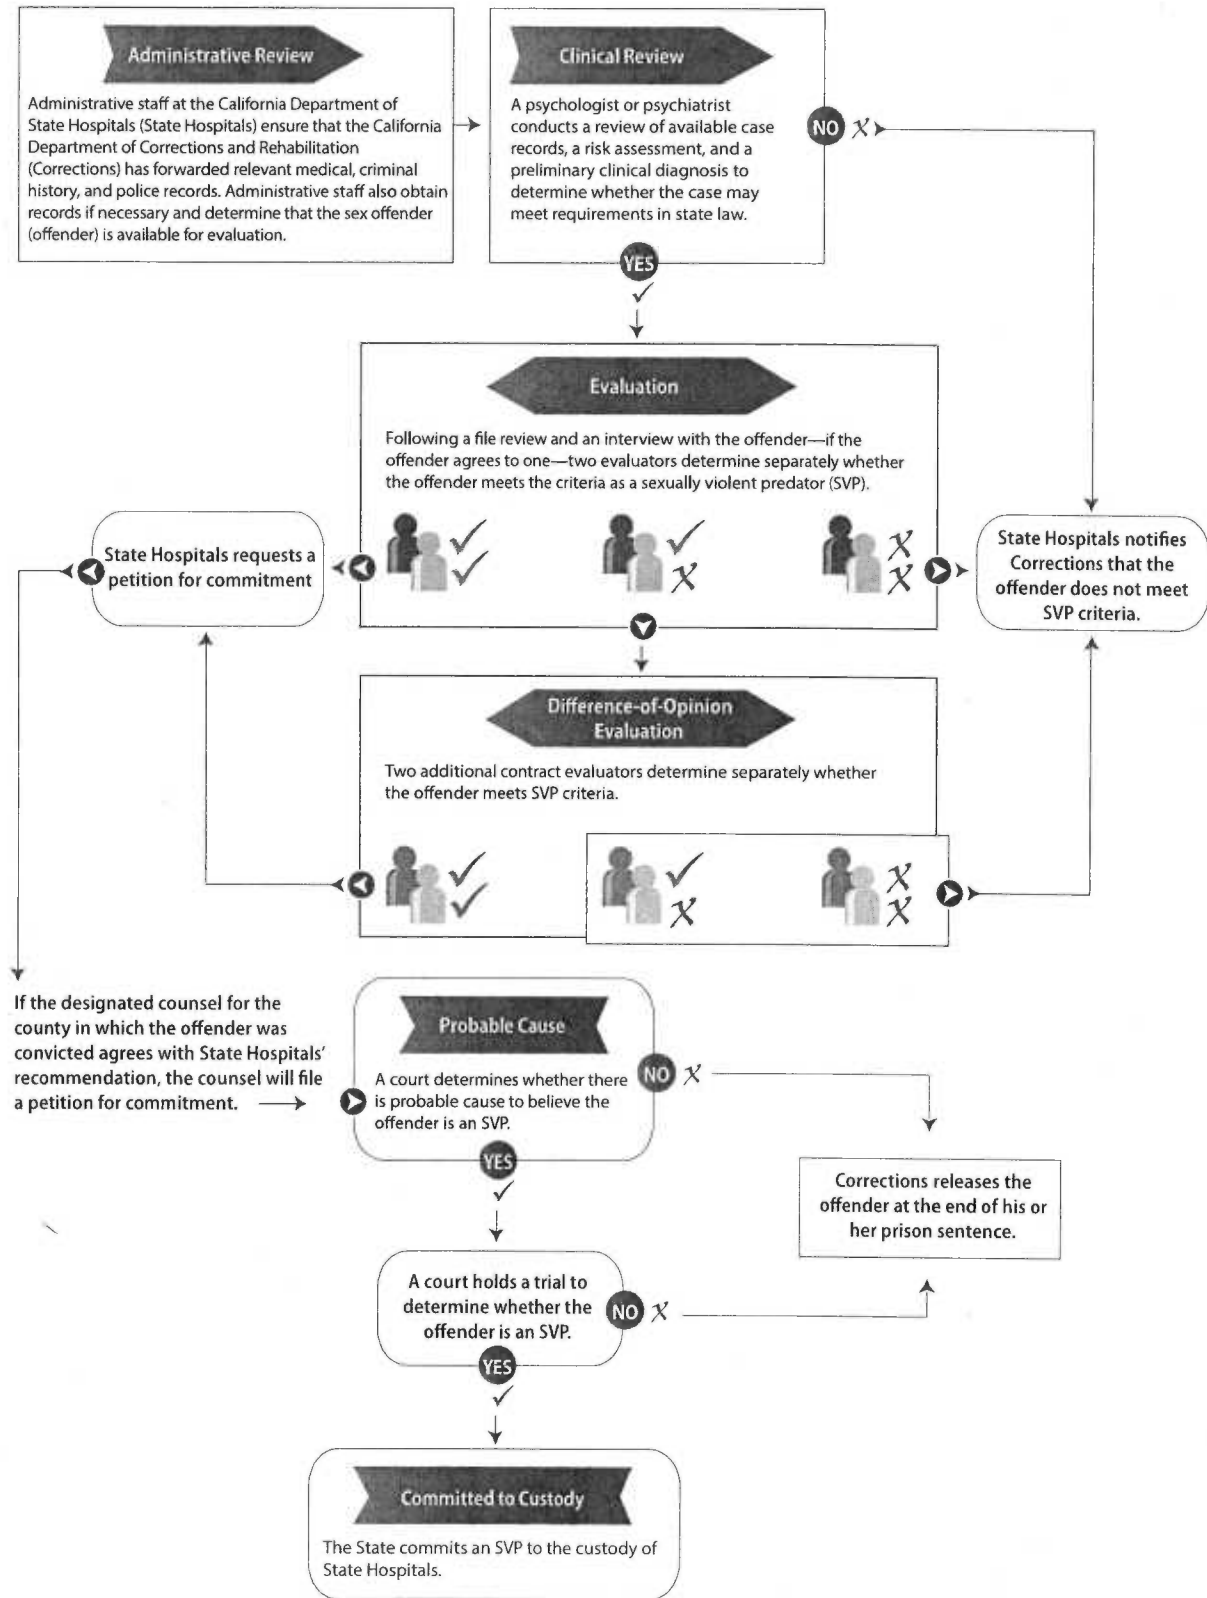 Administrative Review
Administrative staff at the California Department of
State Hospitals (State Hospitals) ensure that the California
Department of Corrections and Rehabilitation
(Corrections) has forwarded relevant medical, criminal
history, and police records. Administrative staff also obtain
records if necessary and determine that the sex offender
(offender) is available for evaluation.
Clinical Review
A psychologist or psychiatrist
conducts a review of available case
records, a risk assessment, and a
preliminary clinical diagnosis to
determine whether the case may
meet requirements in state law.
NO
YES
Evaluation
Following a file review and an interview with the offender—if the
offender agrees to one—two evaluators determine separately whether
the offender meets the criteria as a sexually violent predator (SVP).
State Hospitals requests a
petition for commitment
State Hospitals notifies
Corrections that the
offender does not meet
SVP criteria.
Difference-of-Opinion
Evaluation
Two additional contract evaluators determine separately whether
the offender meets SVP criteria.
If the designated counsel for the
county in which the offender was
convicted agrees with State Hospitals'
recommendation, the counsel will file
a petition for commitment.
Probable Cause
A court determines whether there
is probable cause to believe the
offender is an SVP.
NO
YES
Corrections releases the
offender at the end of his or
her prison sentence.
A court holds a trial to
determine whether the
offender is an SVP.
NO
YES
Committed to Custody
The State commits an SVP to the custody of
State Hospitals.